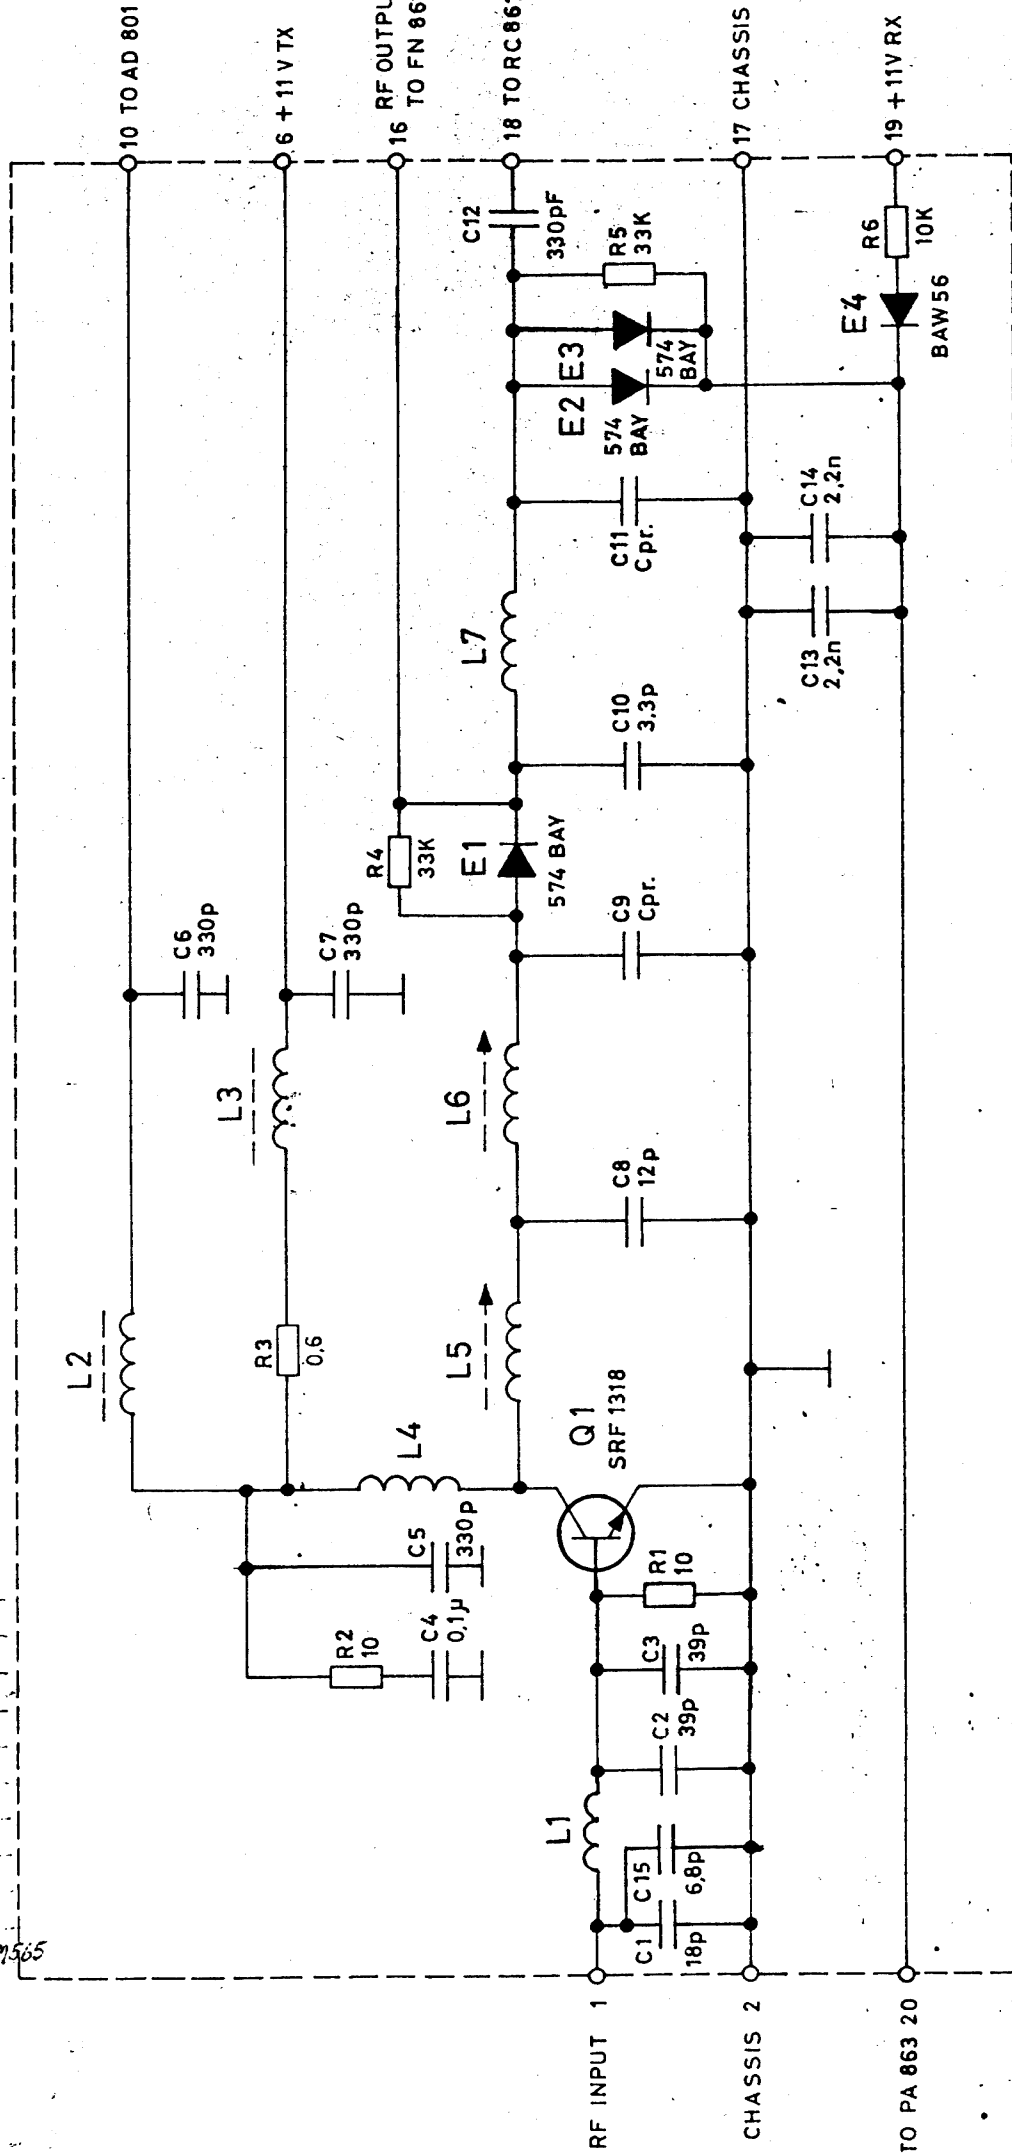 10 TO AD 801
6 +11 V TX
16 RF OUTPU
TO FN 86
18 TO RC 86
17 CHASSIS
19 +11V RX
C12
330pF
R5
33K
R6
10K
E4
BAW56
E3
574
BAY
E2
574
BAY
C11
Cpr.
C14
2,2n
C13
2,2n
L7
C10
3.3p
R4
33K
E1
574 BAY
C9
Cpr.
C6
330p
C7
330p
L3
L6
C8
12p
L2
R3
0,6
L5
L4
Q1
SRF1318
C5
330p
C4
0,1µ
R2
10
R1
10
C3
39p
C2
39p
L1
C15
6,8p
C1
18p
RF INPUT 1
CHASSIS 2
TO PA 863 20